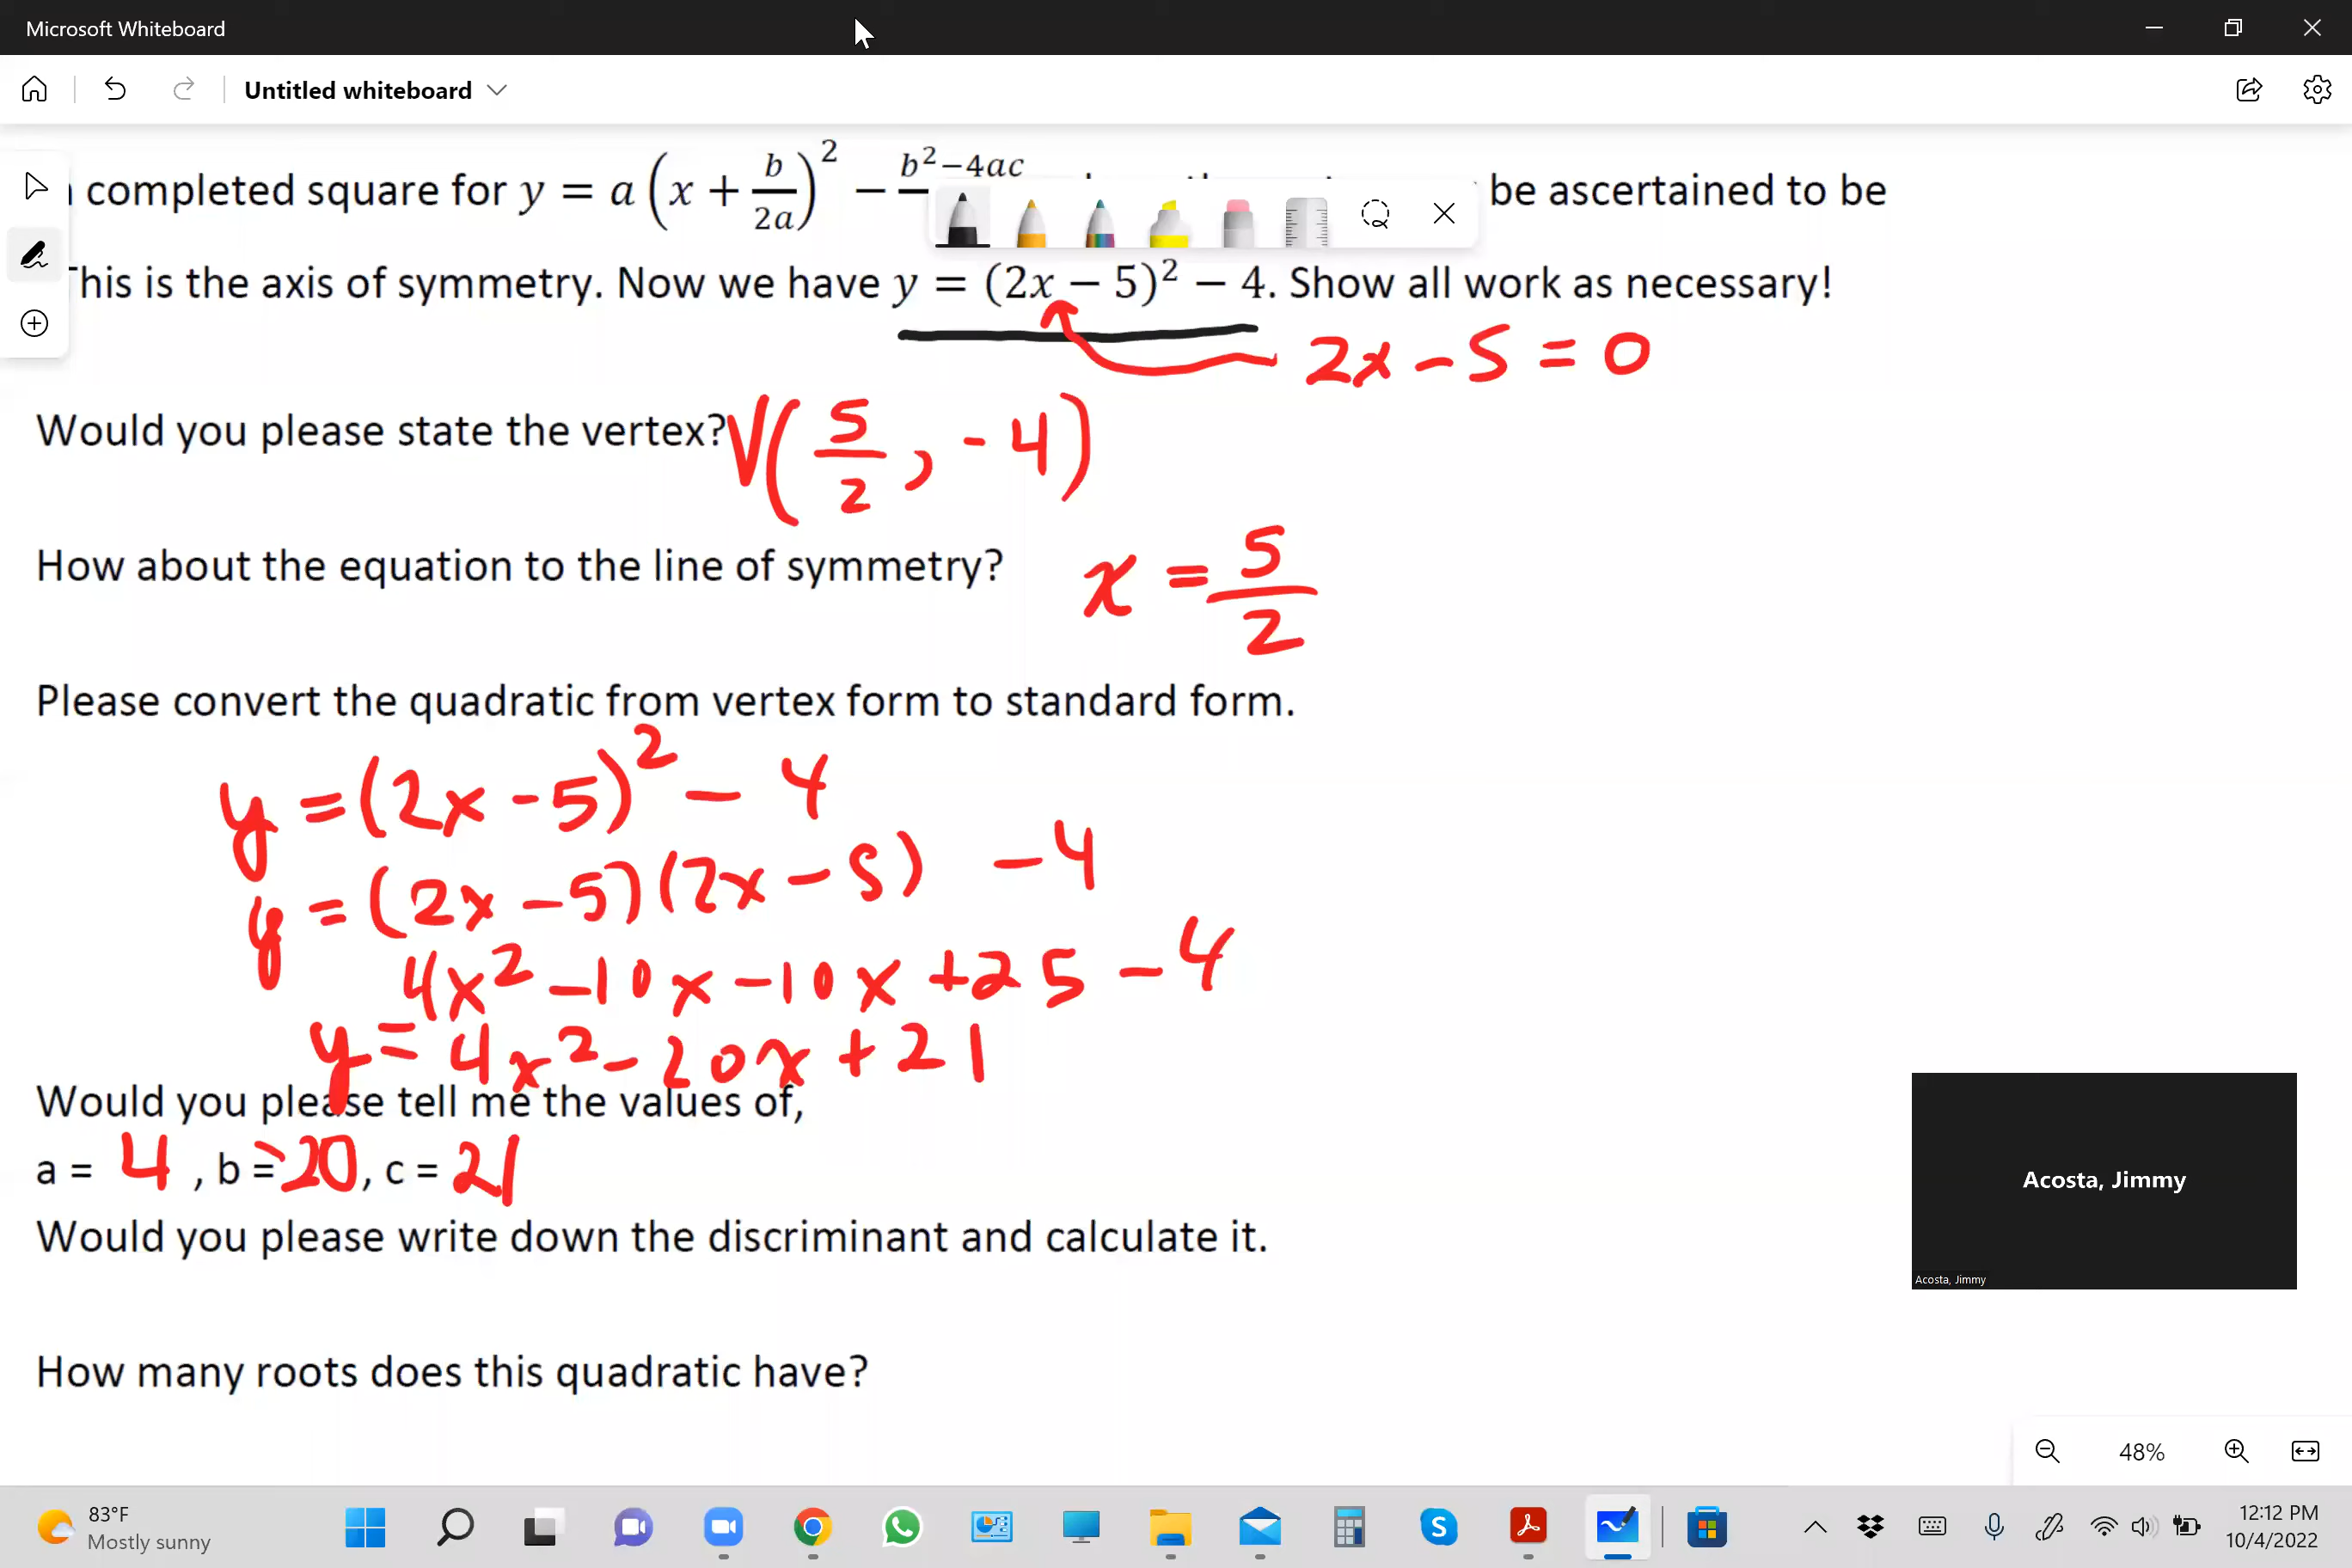 Microsoft Whiteboard
Untitled whiteboard
completed square for y = a(x + b/2a)² − b²−4ac be ascertained to be
This is the axis of symmetry. Now we have y = (2x − 5)² − 4. Show all work as necessary!
2x - 5 = 0
Would you please state the vertex? V(5/2, -4)
How about the equation to the line of symmetry? x = 5/2
Please convert the quadratic from vertex form to standard form.
y = (2x - 5)² - 4
y = (2x - 5)(2x - 5) - 4
4x² - 10x - 10x + 25 - 4
y = 4x² - 20x + 21
Would you please tell me the values of,
a = 4 , b = -20, c = 21
Would you please write down the discriminant and calculate it.
Acosta, Jimmy
Acosta, Jimmy
How many roots does this quadratic have?
48%
83°F
Mostly sunny
12:12 PM
10/4/2022